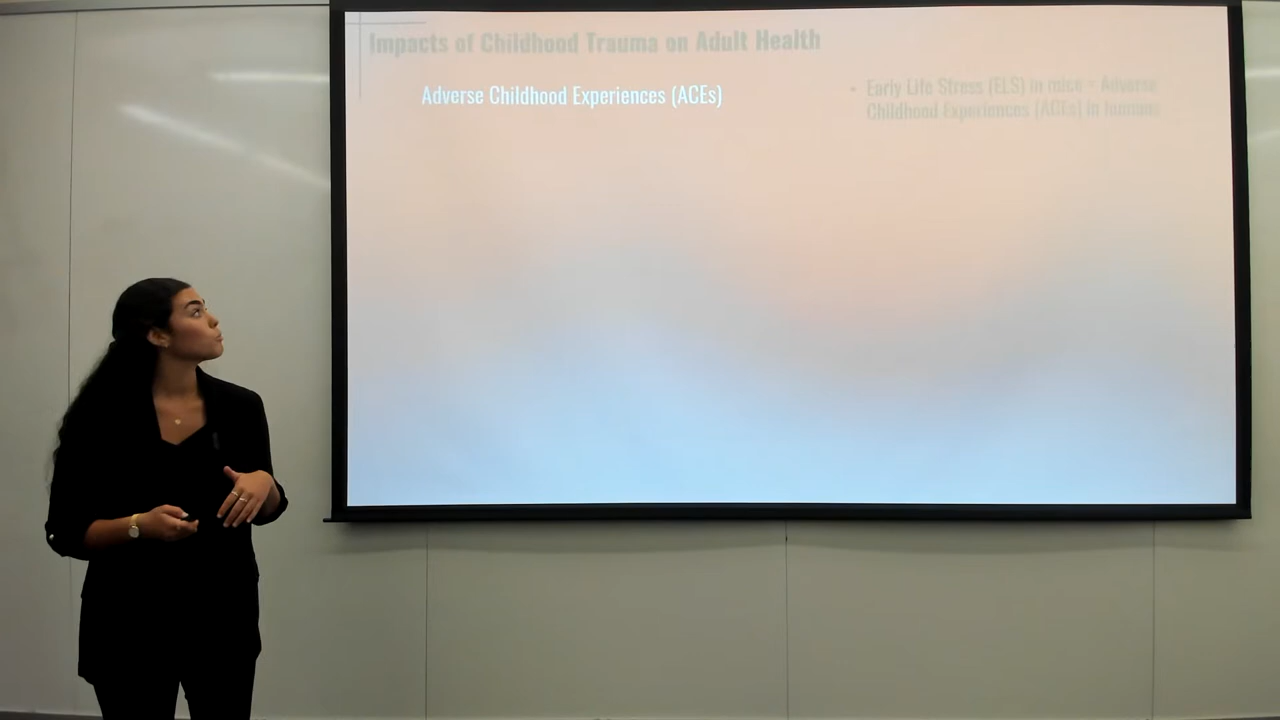 Impacts of Childhood Trauma on Adult Health
Adverse Childhood Experiences (ACEs)
• Early Life Stress (ELS) in mice = Adverse
Childhood Experiences (ACEs) in humans